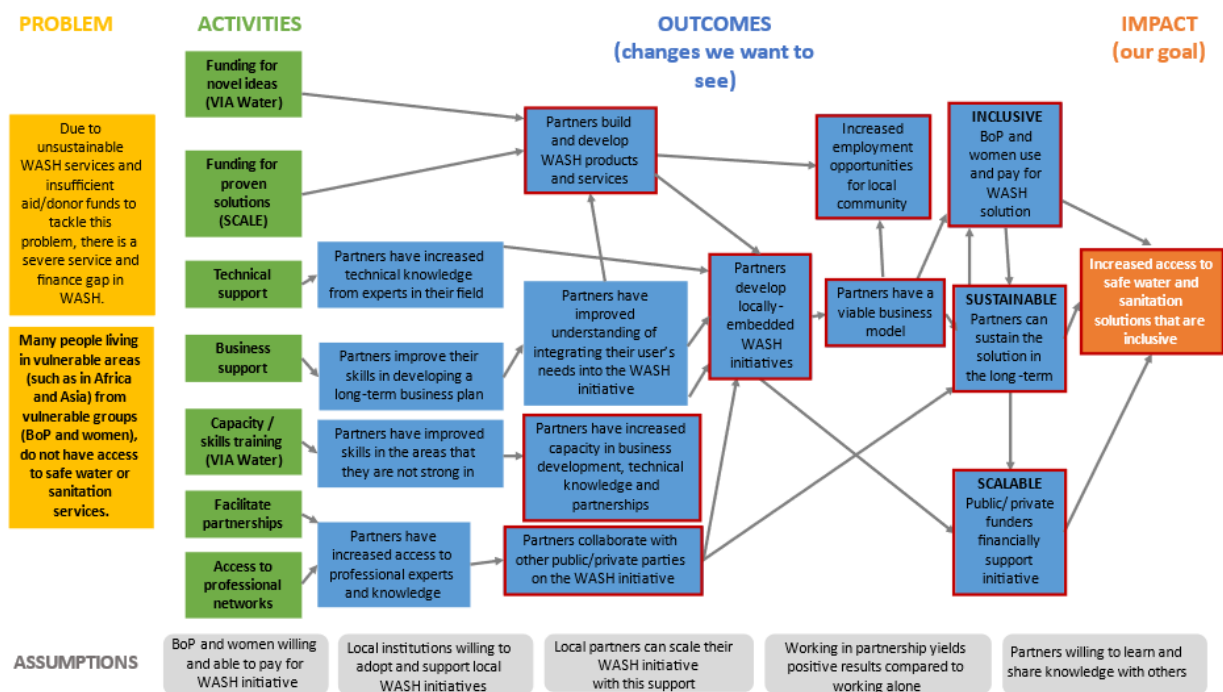 PROBLEM
ACTIVITIES
OUTCOMES
(changes we want to
see)
IMPACT
(our goal)
Due to
unsustainable
WASH services and
insufficient
aid/donor funds to
tackle this
problem, there is a
severe service and
finance gap in
WASH.
Many people living
in vulnerable areas
(such as in Africa
and Asia) from
vulnerable groups
(BoP and women),
do not have access
to safe water or
sanitation
services.
Funding for
novel ideas
(VIA Water)
Funding for
proven
solutions
(SCALE)
Technical
support
Business
support
Capacity /
skills training
(VIA Water)
Facilitate
partnerships
Access to
professional
networks
Partners have increased
technical knowledge
from experts in their field
Partners improve their
skills in developing a
long-term business plan
Partners have improved
skills in the areas that
they are not strong in
Partners have
increased access to
professional experts
and knowledge
Partners build
and develop
WASH products
and services
Partners have
improved
understanding of
integrating their user's
needs into the WASH
initiative
Partners have increased
capacity in business
development, technical
knowledge and
partnerships
Partners collaborate with
other public/private parties
on the WASH initiative
Partners
develop
locally-
embedded
WASH
initiatives
Increased
employment
opportunities
for local
community
Partners have a
viable business
model
INCLUSIVE
BoP and
women use
and pay for
WASH
solution
SUSTAINABLE
Partners can
sustain the
solution in
the long-term
SCALABLE
Public/ private
funders
financially
support
initiative
Increased access to
safe water and
sanitation
solutions that are
inclusive
ASSUMPTIONS
BoP and women willing
and able to pay for
WASH initiative
Local institutions willing to
adopt and support local
WASH initiatives
Local partners can scale their
WASH initiative
with this support
Working in partnership yields
positive results compared to
working alone
Partners willing to learn and
share knowledge with others